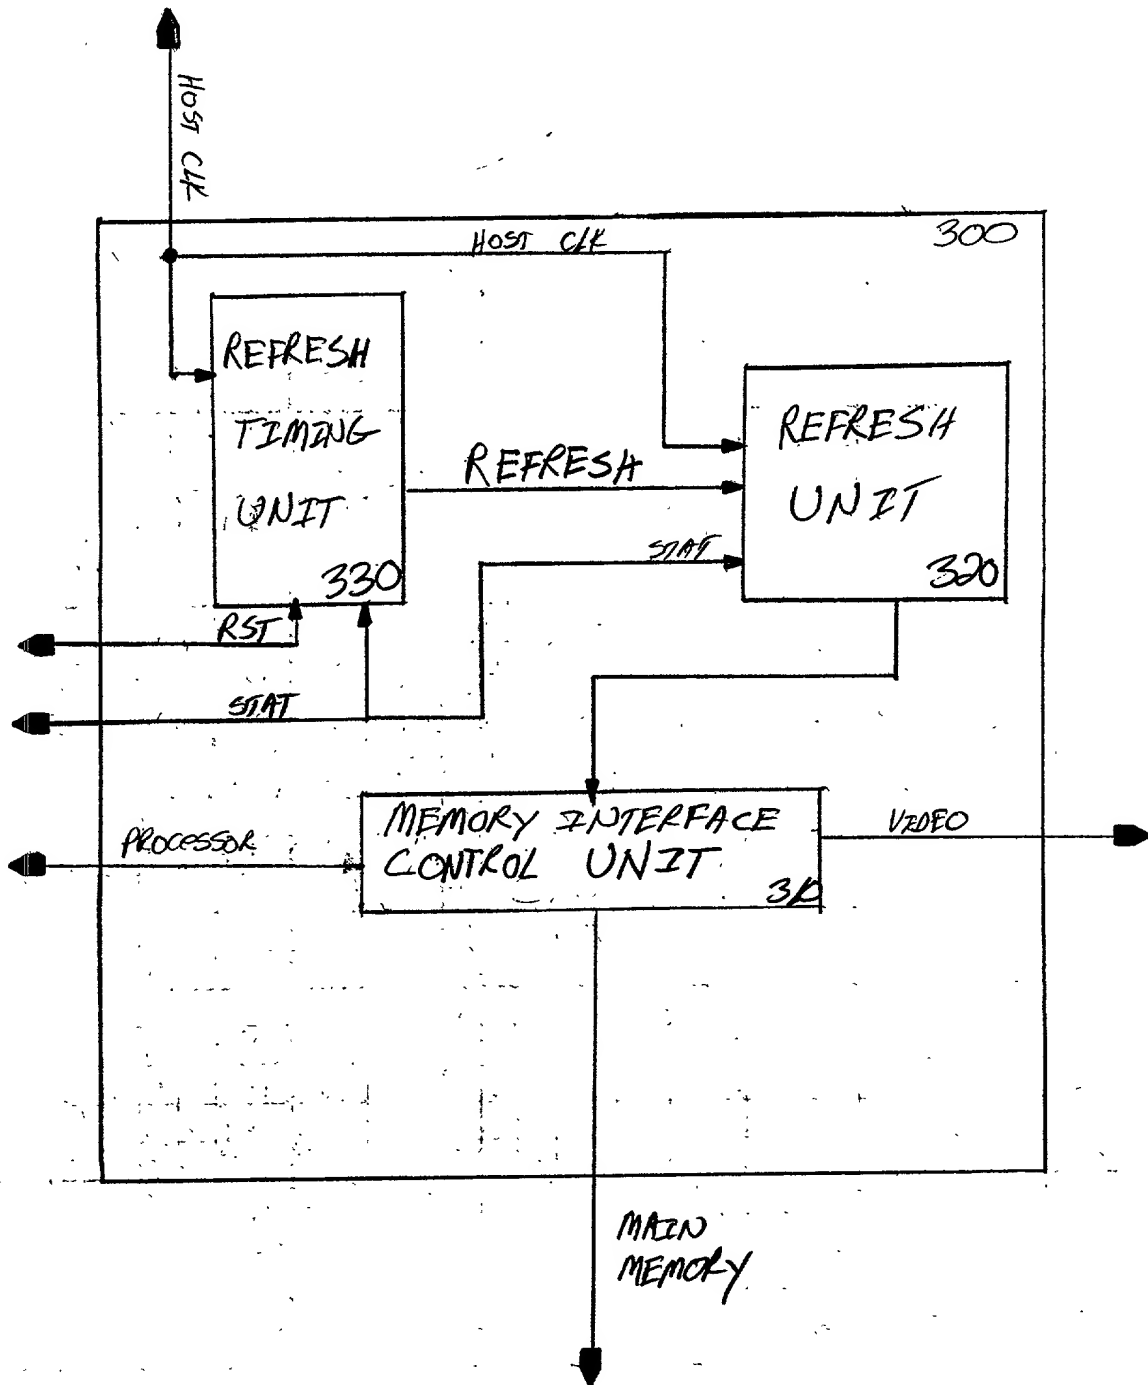 HOST CLK
300
HOST CLK
REFRESH
TIMING
UNIT
330
REFRESH
REFRESH
UNIT
320
STAT
RST
STAT
MEMORY INTERFACE
CONTROL UNIT
310
PROCESSOR
VIDEO
MAIN
MEMORY